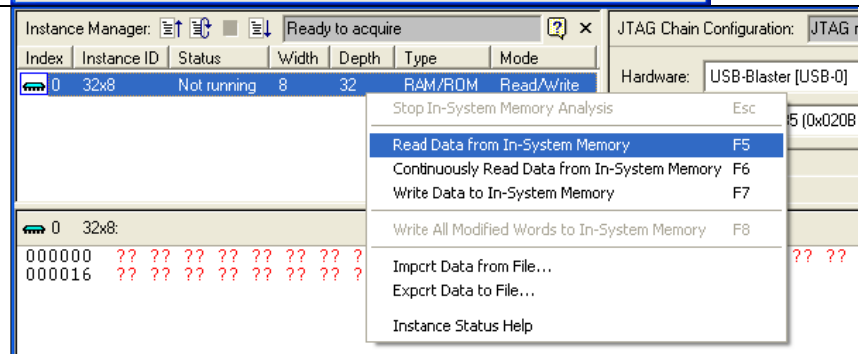 Instance Manager: Ready to acquire
JTAG Chain Configuration: JTAG
Index Instance ID Status Width Depth Type Mode
0 32x8 Not running 8 32 RAM/ROM Read/Write
Hardware: USB-Blaster [USB-0]
Stop In-System Memory Analysis Esc
(0x020B
Read Data from In-System Memory F5
Continuously Read Data from In-System Memory F6
Write Data to In-System Memory F7
0 32x8:
Write All Modified Words to In-System Memory F8
000000 ?? ?? ?? ?? ?? ?? ?? ? ?? ??
000016 ?? ?? ?? ?? ?? ?? ?? ?
Import Data from File...
Export Data to File...
Instance Status Help